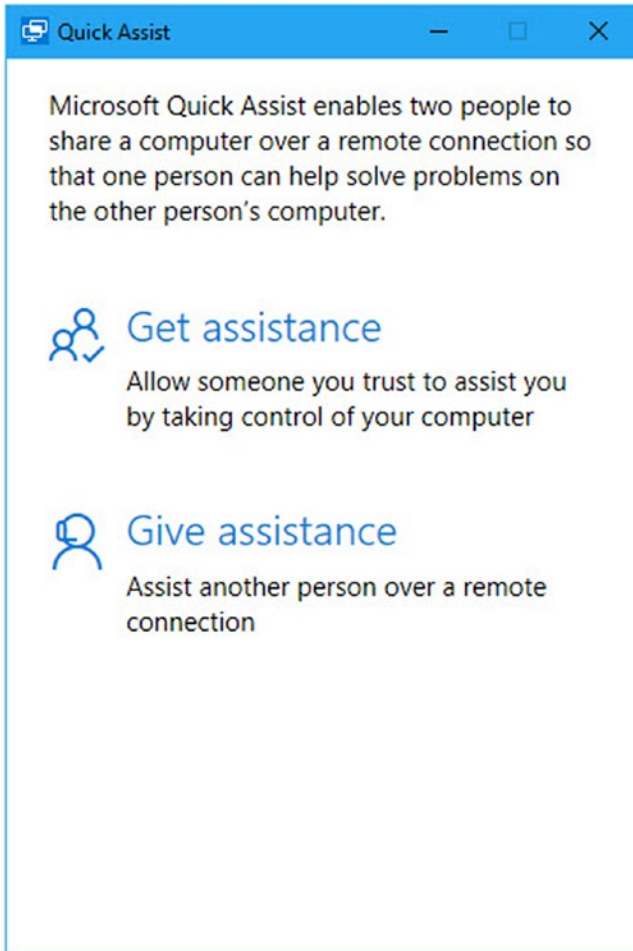 Quick Assist
Microsoft Quick Assist enables two people to
share a computer over a remote connection so
that one person can help solve problems on
the other person’s computer.
Get assistance
Allow someone you trust to assist you
by taking control of your computer
Give assistance
Assist another person over a remote
connection